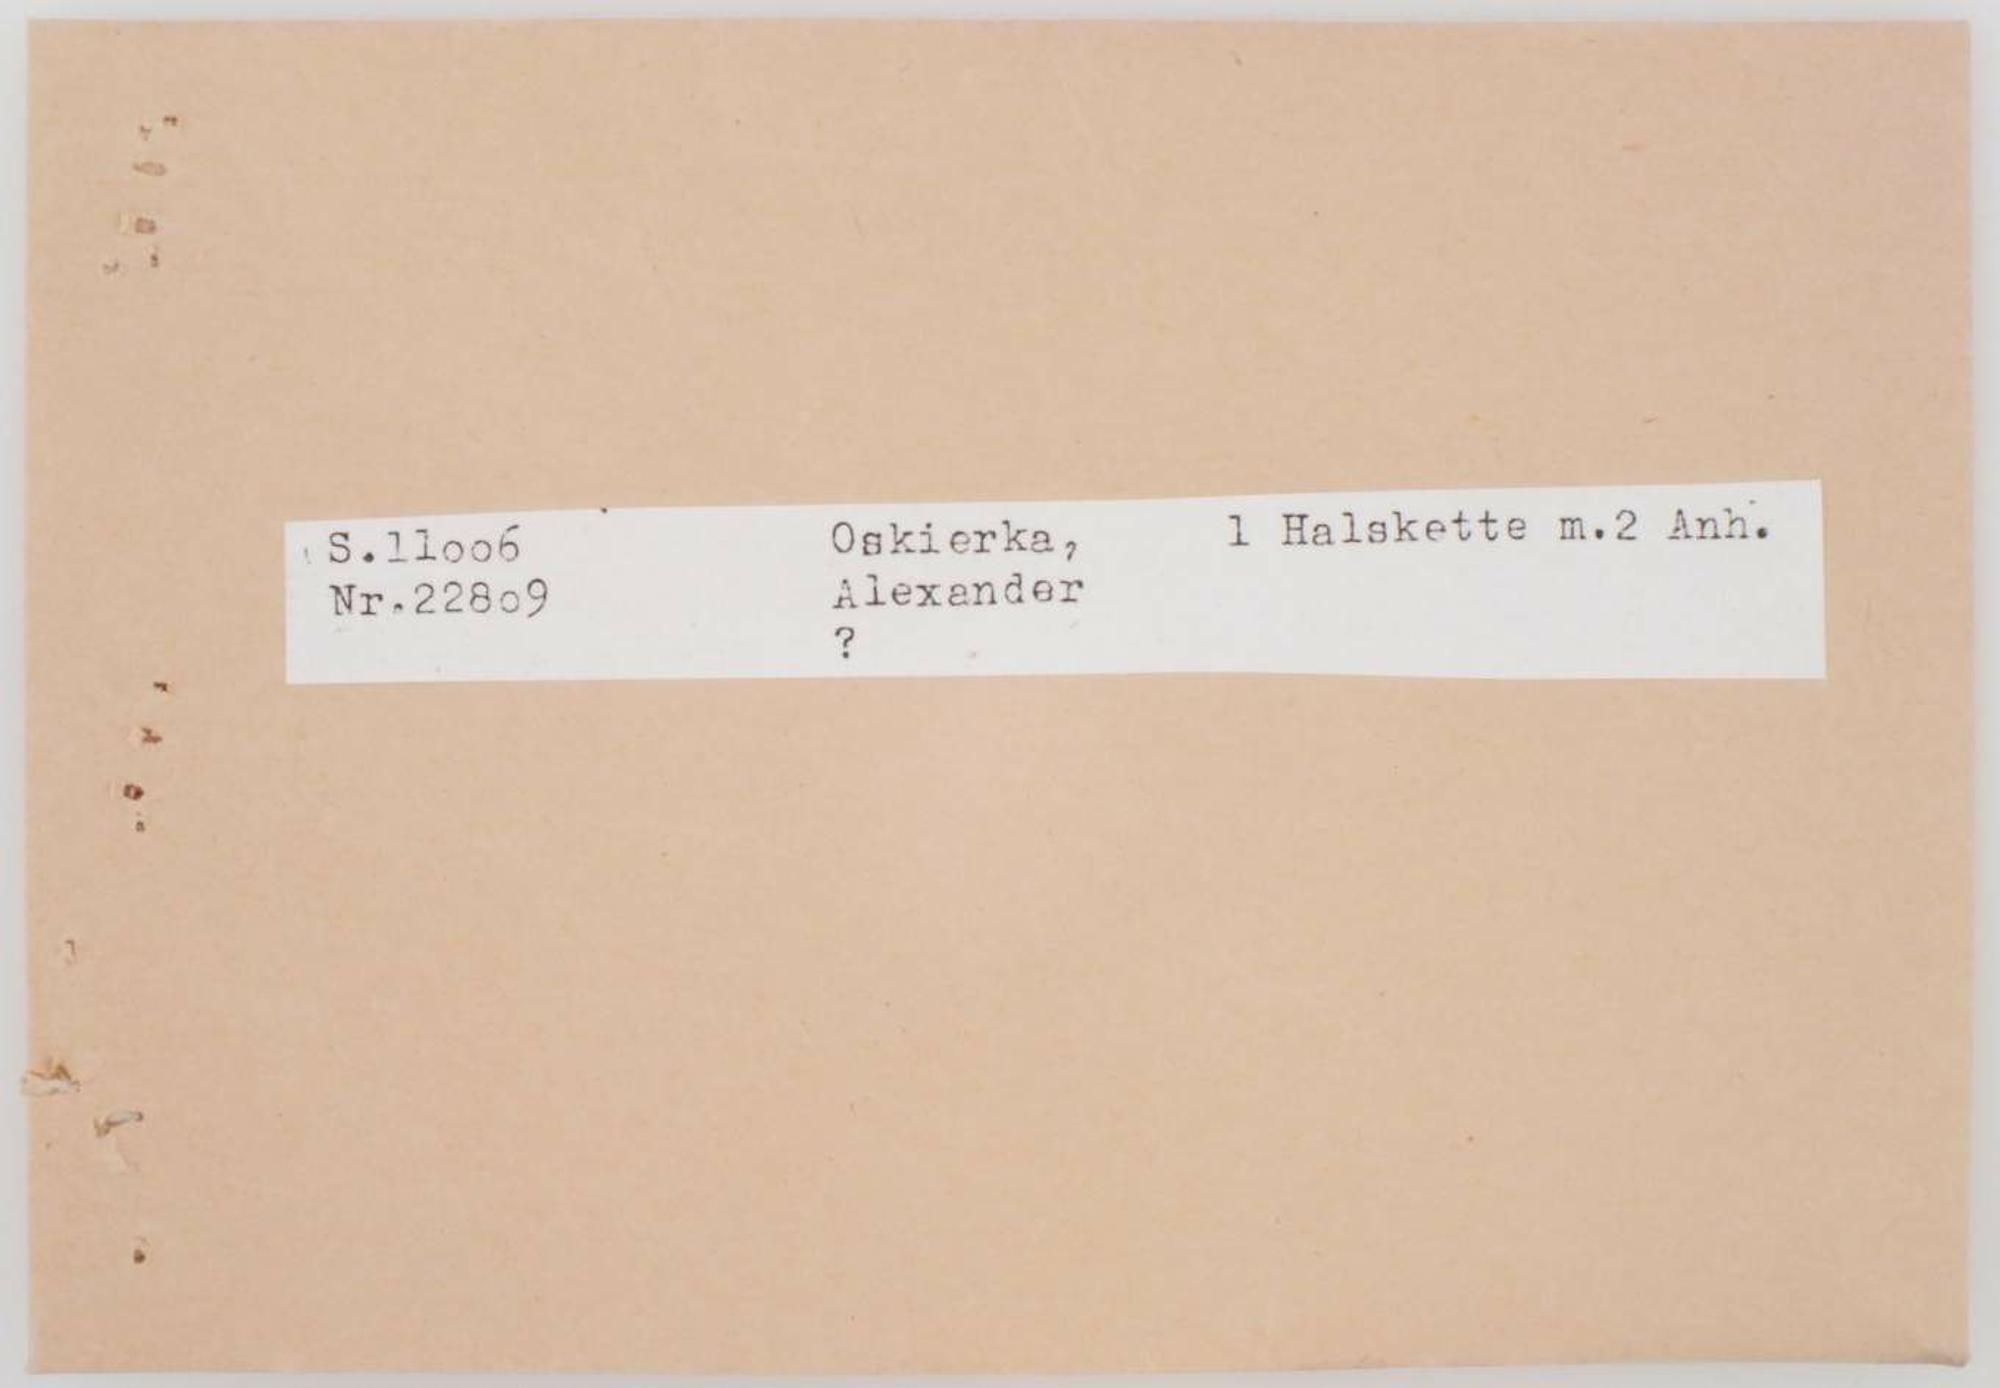 S.11oo6
Nr.228o9
Oskierka,
Alexander
?
1 Halskette m.2 Anh.